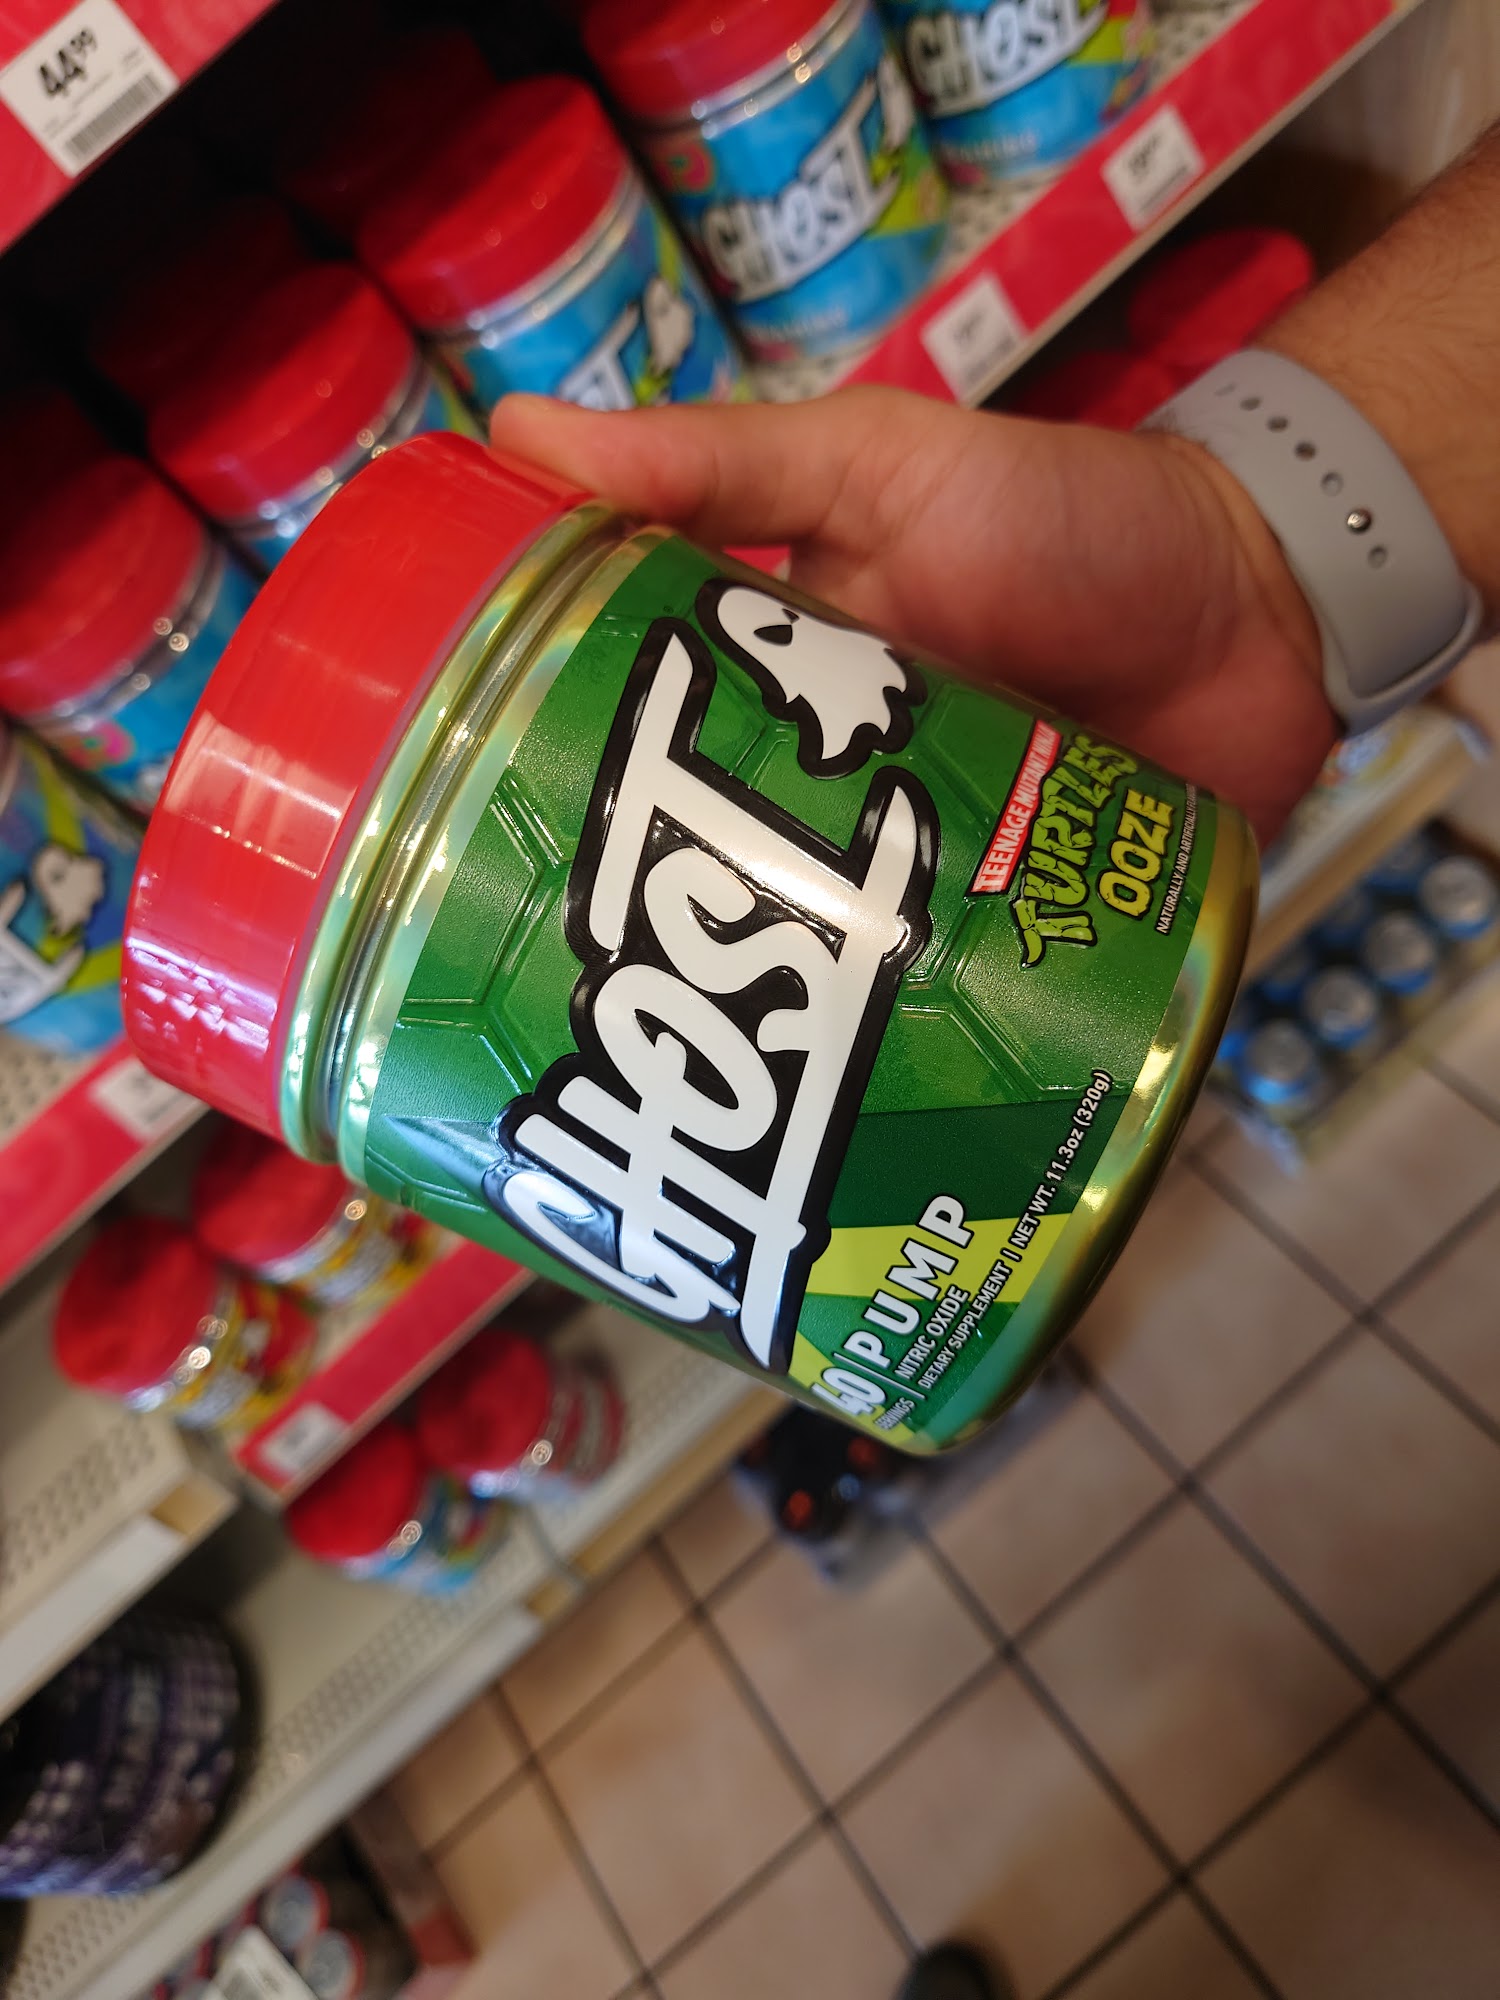 44.99
GHOST
GHOST
GHOST
GHOST
TEENAGE MUTANT NINJA
TURTLES
OOZE
NATURALLY AND ARTIFICIALLY
40 | PUMP
SERVINGS
NITRIC OXIDE
DIETARY SUPPLEMENT | NET WT. 11.3oz (320g)